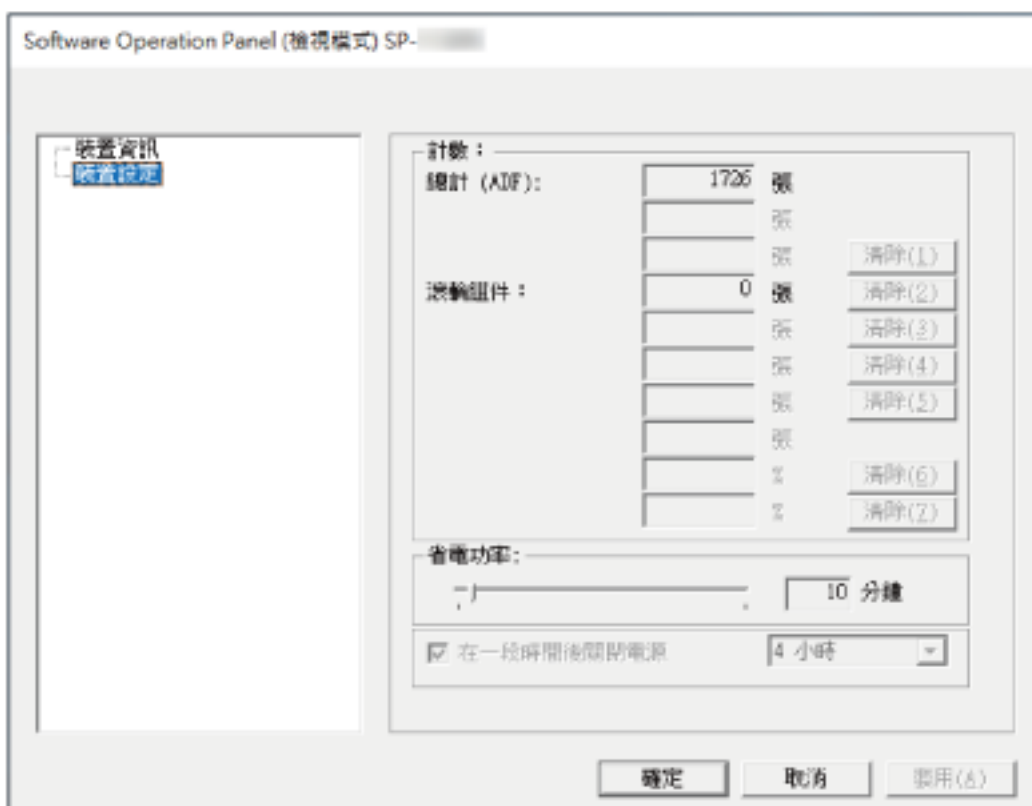 Software Operation Panel (檢視模式) SP-
裝置資訊
裝置設定
計數：
總計 (ADF): 1726 張
張
張 清除(1)
滾輪組件： 0 張 清除(2)
張 清除(3)
張 清除(4)
張 清除(5)
張
% 清除(6)
% 清除(7)
省電功率:
10 分鐘
在一段時間後關閉電源 4 小時
確定 取消 套用(A)